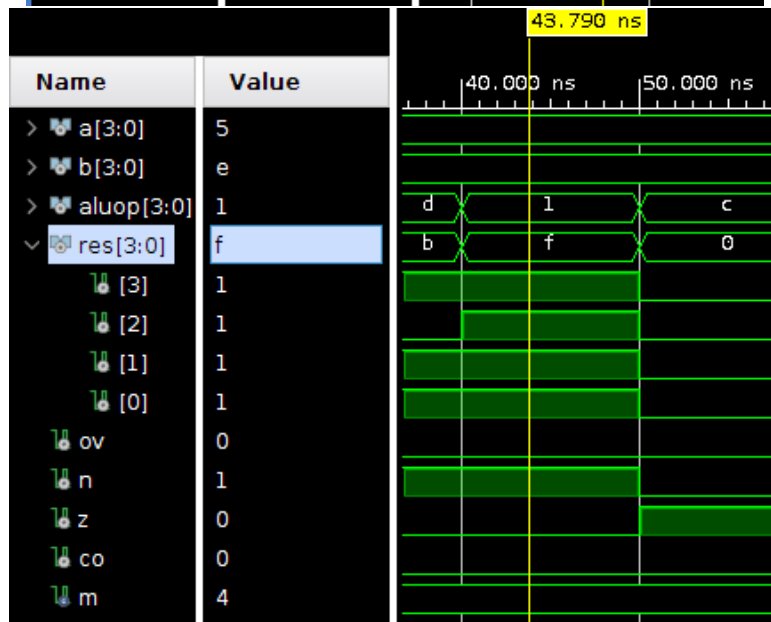 43.790 ns
Name Value 40.000 ns 50.000 ns
> a[3:0] 5
> b[3:0] e
> aluop[3:0] 1 d 1 c
res[3:0] f b f 0
[3] 1
[2] 1
[1] 1
[0] 1
ov 0
n 1
z 0
co 0
m 4